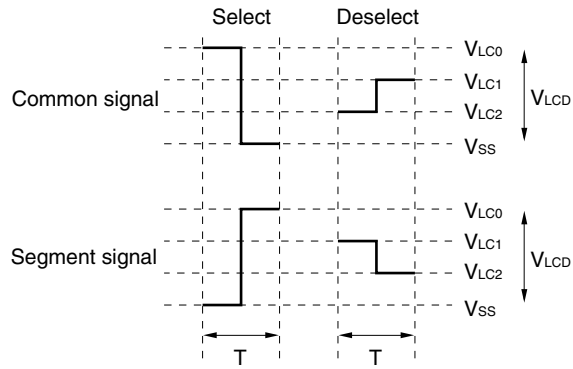 Select Deselect
VLC0
VLC1
Common signal
VLCD
VLC2
VSS
VLC0
VLC1
Segment signal
VLCD
VLC2
VSS
T T